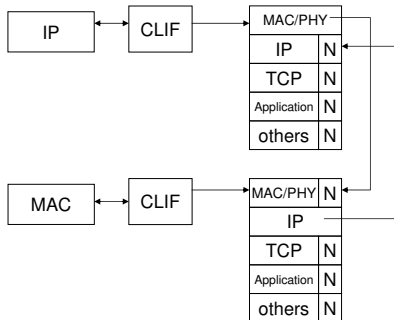 IP
CLIF
MAC/PHY
IP N
TCP N
Application N
others N
MAC
CLIF
MAC/PHY N
IP
TCP N
Application N
others N